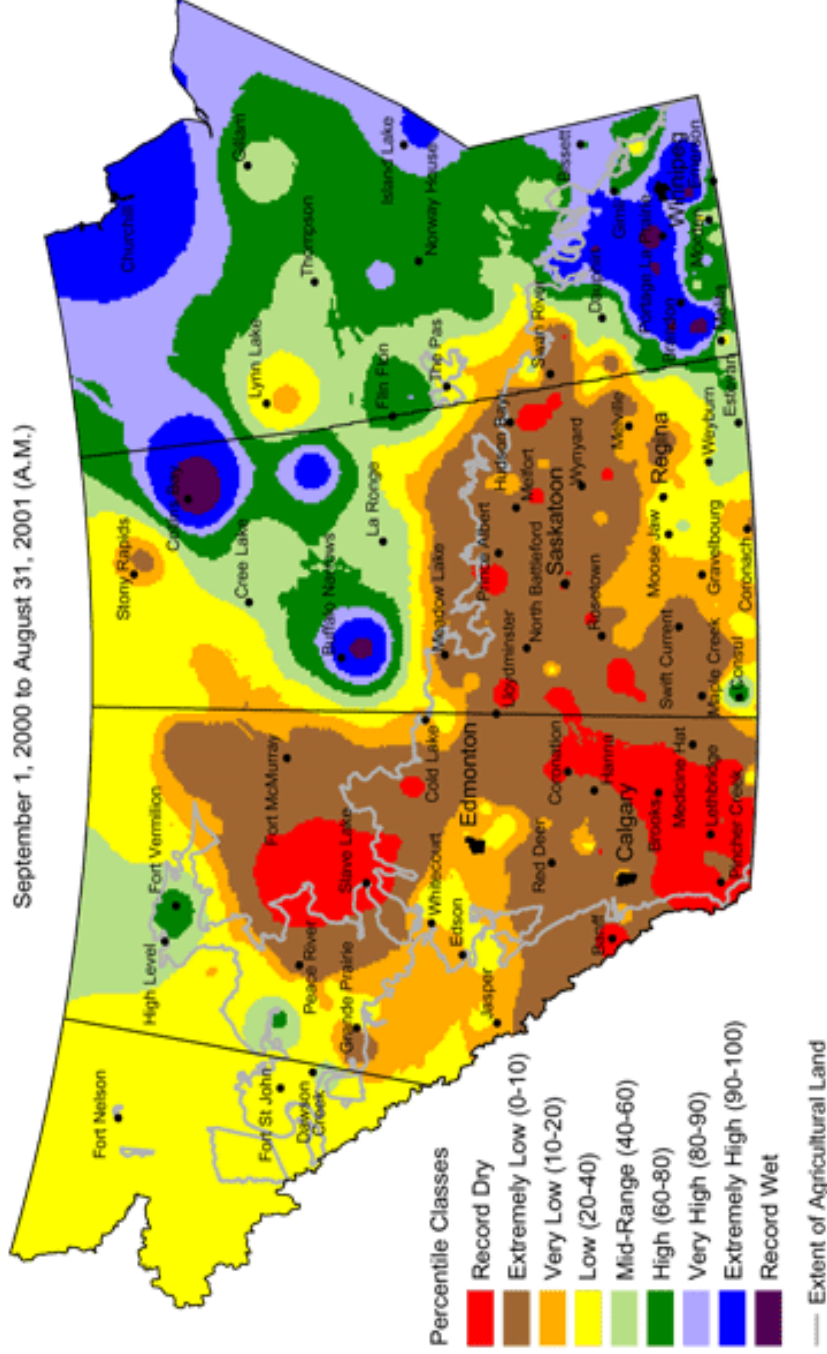 September 1, 2000 to August 31, 2001 (A.M.)
Fort Nelson
Fort St John
Dawson
Creek
High Level
Fort Vermilion
Peace River
Grande Prairie
Fort McMurray
Slave Lake
Whitecourt
Edson
Jasper
Cold Lake
Edmonton
Red Deer
Coronation
Hanna
Calgary
Banff
Brooks
Medicine Hat
Lethbridge
Pincher Creek
Stony Rapids
Collins Bay
Cree Lake
Buffalo Narrows
La Ronge
Meadow Lake
Lloydminster
Prince Albert
North Battleford
Melfort
Hudson Bay
Saskatoon
Wynyard
Rosetown
Melville
Regina
Moose Jaw
Swift Current
Maple Creek
Consul
Gravelbourg
Coronach
Weyburn
Estevan
Churchill
Gillam
Lynn Lake
Thompson
Island Lake
Norway House
Flin Flon
The Pas
Swan River
Dauphin
Bissett
Gimli
Winnipeg
Portage La Prairie
Brandon
Emerson
Morden
Melita
Percentile Classes
Record Dry
Extremely Low (0-10)
Very Low (10-20)
Low (20-40)
Mid-Range (40-60)
High (60-80)
Very High (80-90)
Extremely High (90-100)
Record Wet
Extent of Agricultural Land